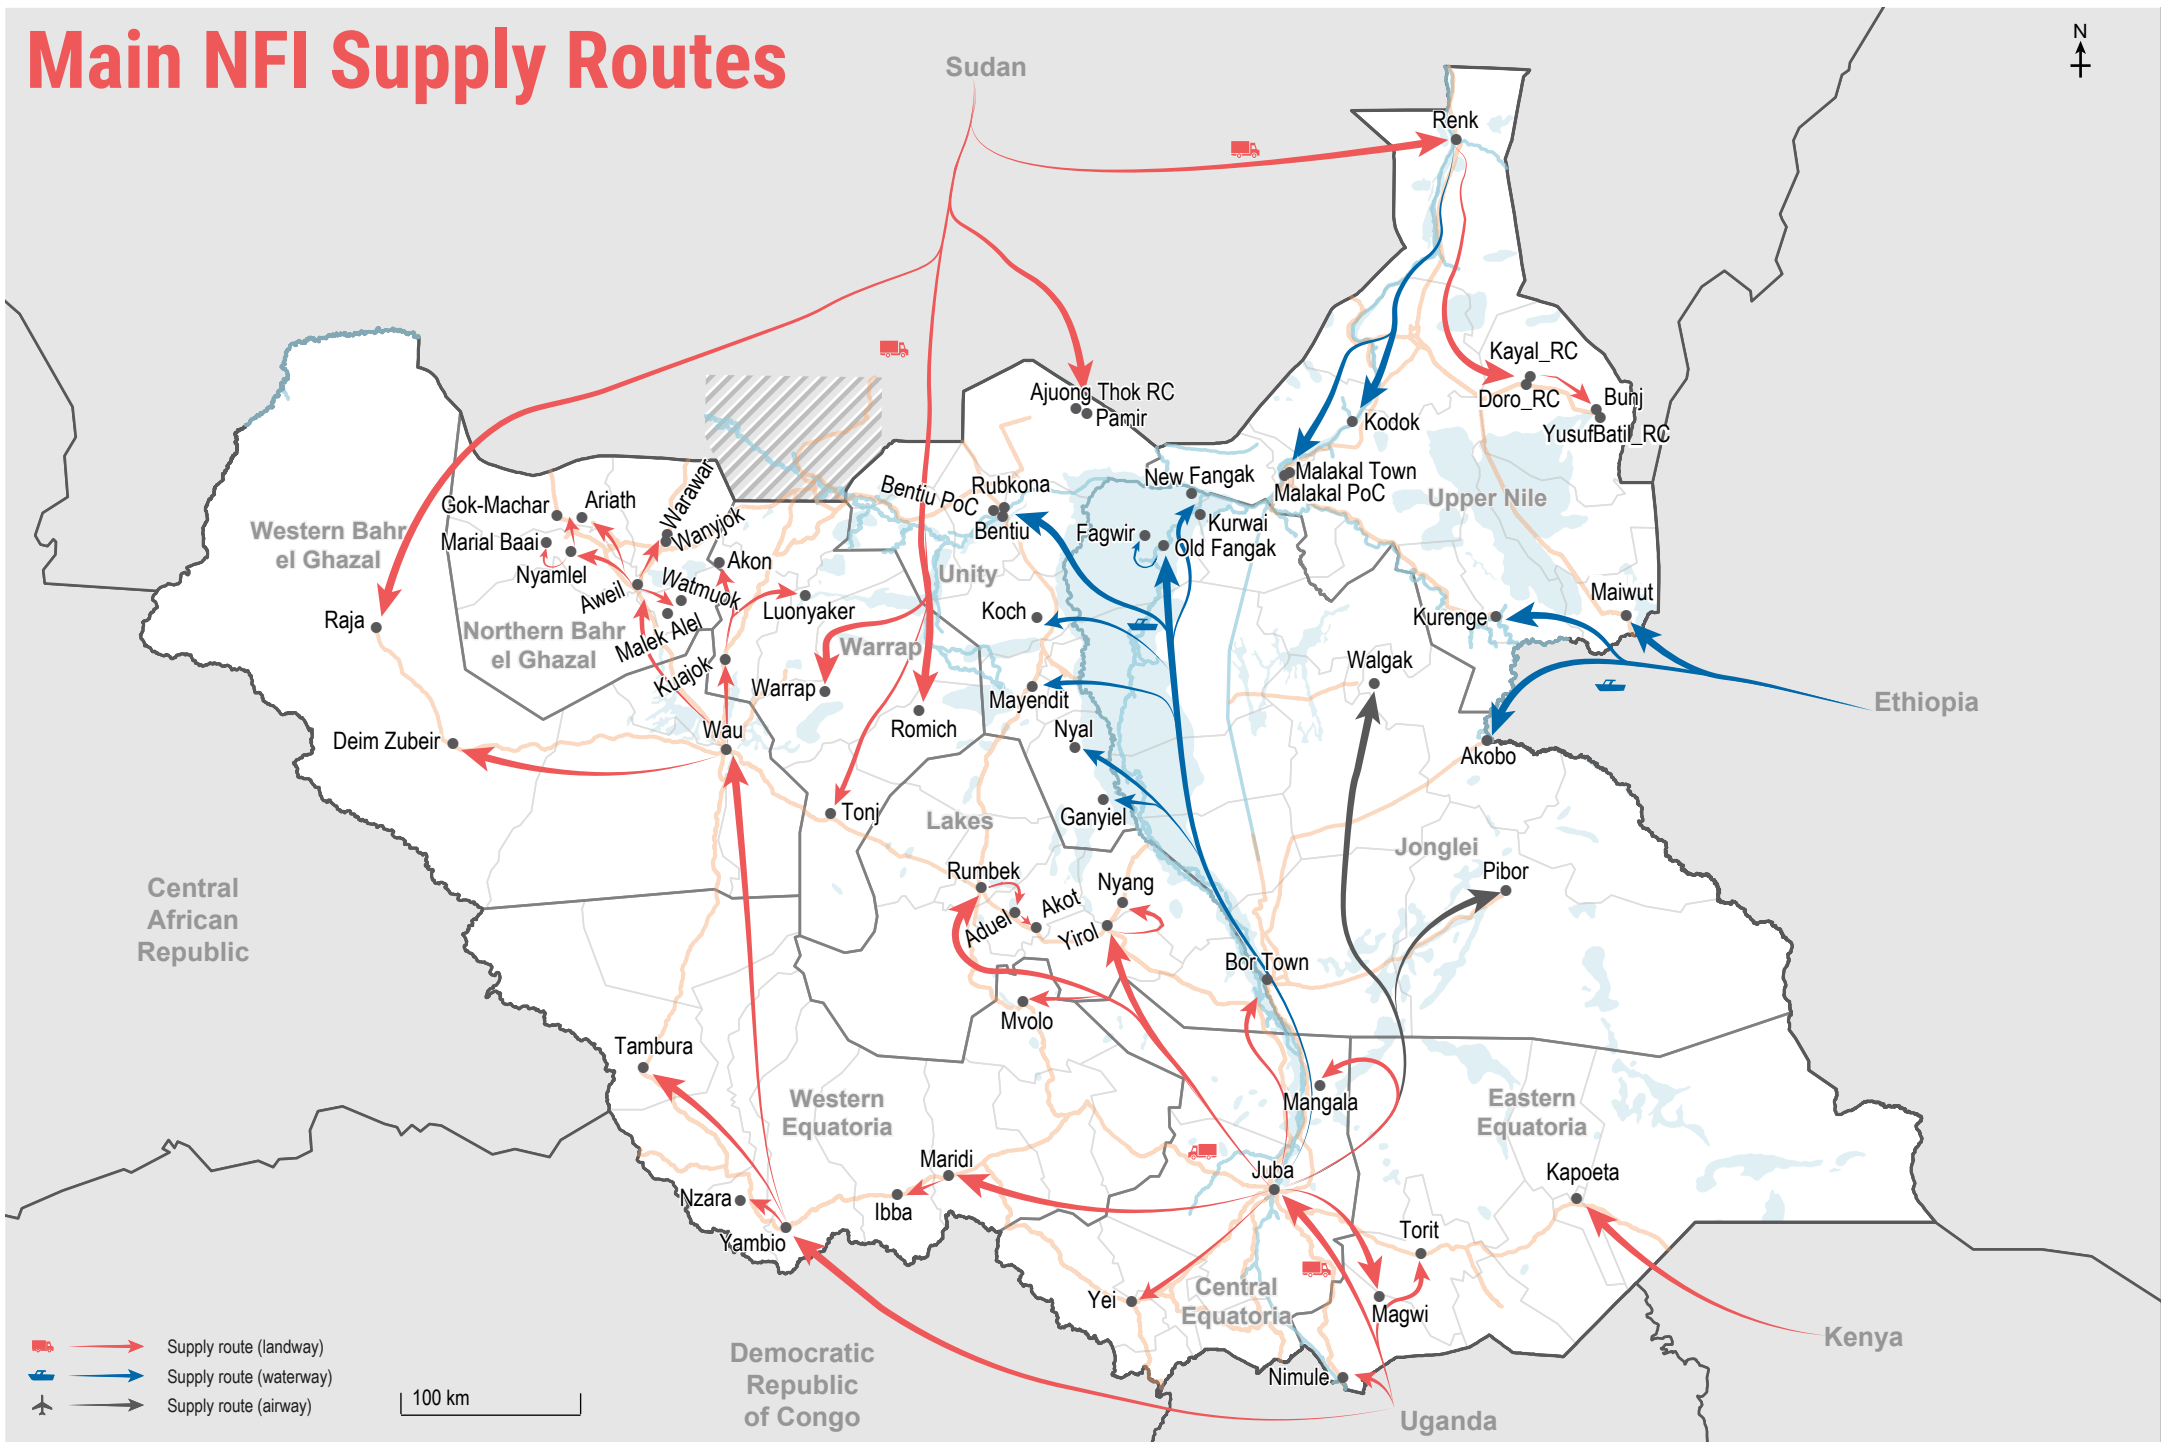 Main NFI Supply Routes
Sudan
N
Renk
Kayal_RC
Doro_RC
Bunj
YusufBatil_RC
Ajuong Thok RC
Pamir
Kodok
Malakal Town
Malakal PoC
New Fangak
Kurwai
Fagwir
Old Fangak
Upper Nile
Rubkona
Bentiu PoC
Bentiu
Unity
Gok-Machar
Ariath
Warawar
Wanyjok
Marial Baai
Nyamlel
Aweil
Watmuok
Malek Alel
Akon
Luonyaker
Western Bahr
el Ghazal
Northern Bahr
el Ghazal
Raja
Kuajok
Warrap
Warrap
Koch
Mayendit
Romich
Nyal
Maiwut
Kurenge
Walgak
Akobo
Ethiopia
Deim Zubeir
Wau
Tonj
Lakes
Ganyiel
Jonglei
Pibor
Central
African
Republic
Rumbek
Aduel
Akot
Nyang
Yirol
Bor Town
Mvolo
Tambura
Western
Equatoria
Mangala
Eastern
Equatoria
Maridi
Ibba
Juba
Kapoeta
Nzara
Yambio
Torit
Yei
Central
Equatoria
Magwi
Nimule
Kenya
Uganda
Democratic
Republic
of Congo
Supply route (landway)
Supply route (waterway)
Supply route (airway)
100 km